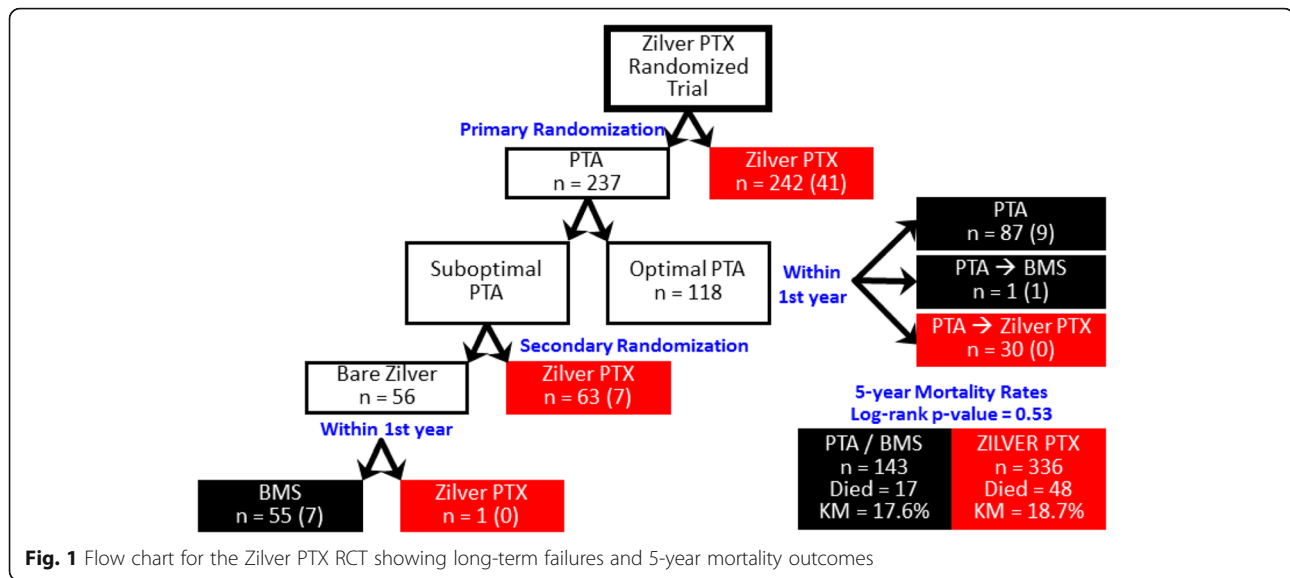 Zilver PTX
Randomized
Trial
Primary Randomization
PTA
n = 237
Zilver PTX
n = 242 (41)
Suboptimal
PTA
Optimal PTA
n = 118
Within
1st year
PTA
n = 87 (9)
PTA → BMS
n = 1 (1)
PTA → Zilver PTX
n = 30 (0)
Secondary Randomization
Bare Zilver
n = 56
Zilver PTX
n = 63 (7)
Within 1st year
BMS
n = 55 (7)
Zilver PTX
n = 1 (0)
5-year Mortality Rates
Log-rank p-value = 0.53
PTA / BMS
n = 143
Died = 17
KM = 17.6%
ZILVER PTX
n = 336
Died = 48
KM = 18.7%
Fig. 1 Flow chart for the Zilver PTX RCT showing long-term failures and 5-year mortality outcomes